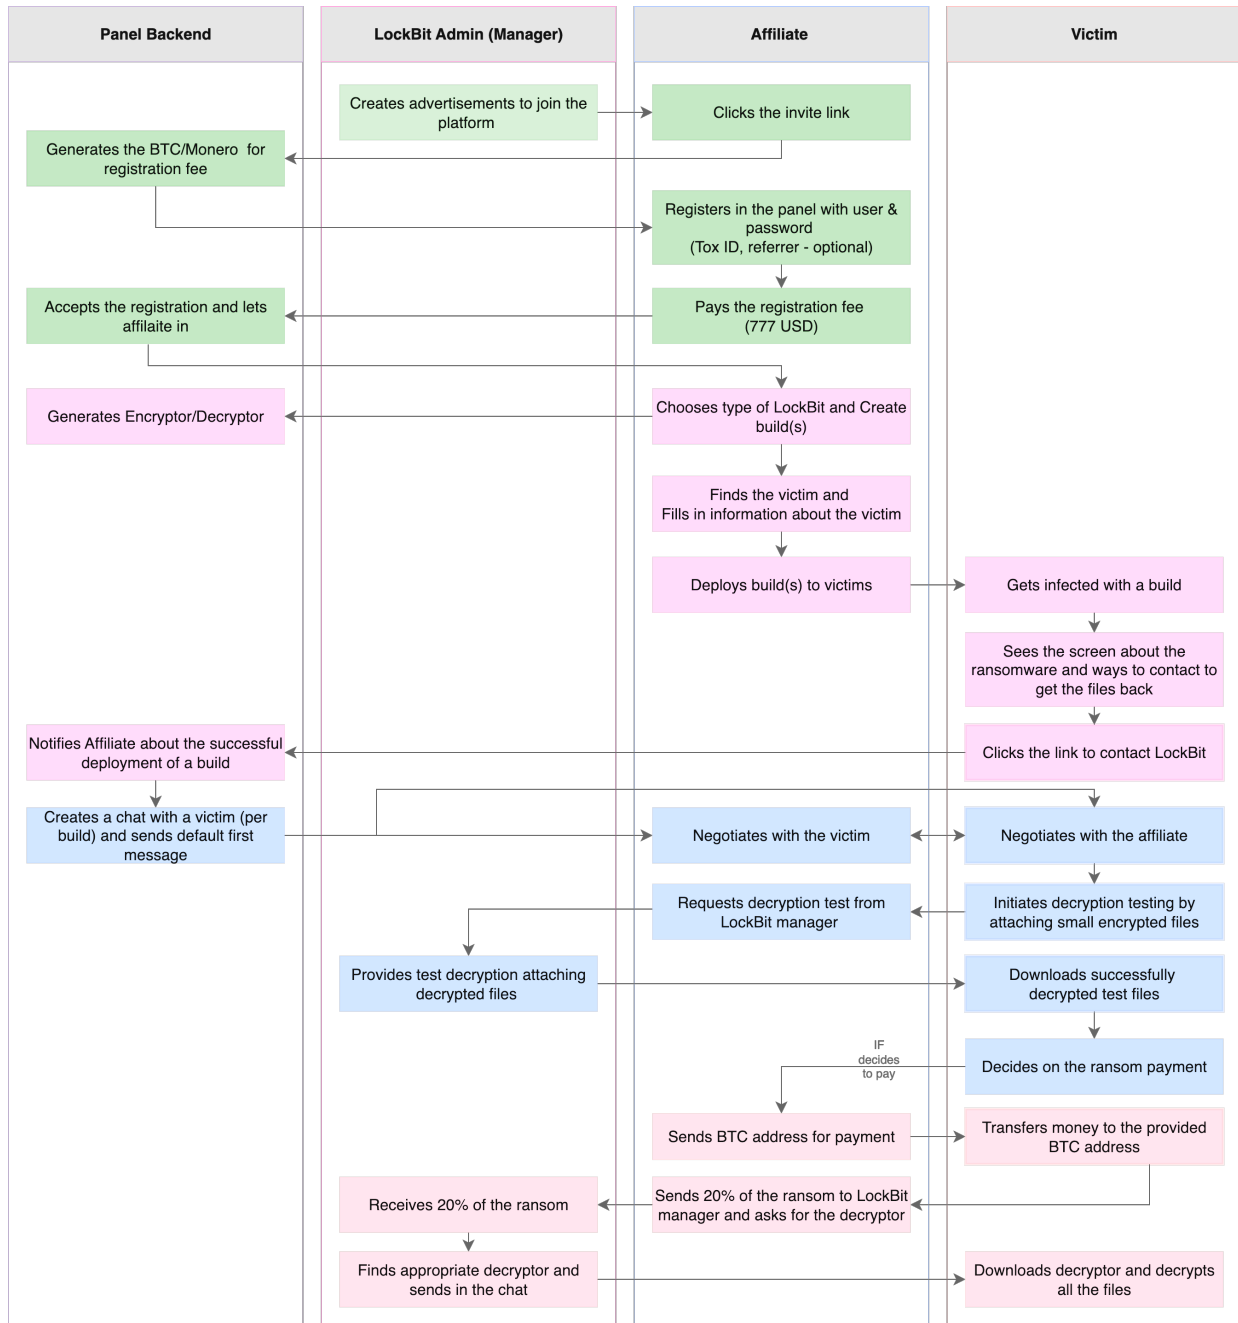 Panel Backend
LockBit Admin (Manager)
Affiliate
Victim
Creates advertisements to join the
platform
Clicks the invite link
Generates the BTC/Monero for
registration fee
Registers in the panel with user &
password
(Tox ID, referrer - optional)
Accepts the registration and lets
affilaite in
Pays the registration fee
(777 USD)
Generates Encryptor/Decryptor
Chooses type of LockBit and Create
build(s)
Finds the victim and
Fills in information about the victim
Deploys build(s) to victims
Gets infected with a build
Sees the screen about the
ransomware and ways to contact to
get the files back
Notifies Affiliate about the successful
deployment of a build
Clicks the link to contact LockBit
Creates a chat with a victim (per
build) and sends default first
message
Negotiates with the victim
Negotiates with the affiliate
Requests decryption test from
LockBit manager
Initiates decryption testing by
attaching small encrypted files
Provides test decryption attaching
decrypted files
Downloads successfully
decrypted test files
IF
decides
to pay
Decides on the ransom payment
Sends BTC address for payment
Transfers money to the provided
BTC address
Receives 20% of the ransom
Sends 20% of the ransom to LockBit
manager and asks for the decryptor
Finds appropriate decryptor and
sends in the chat
Downloads decryptor and decrypts
all the files